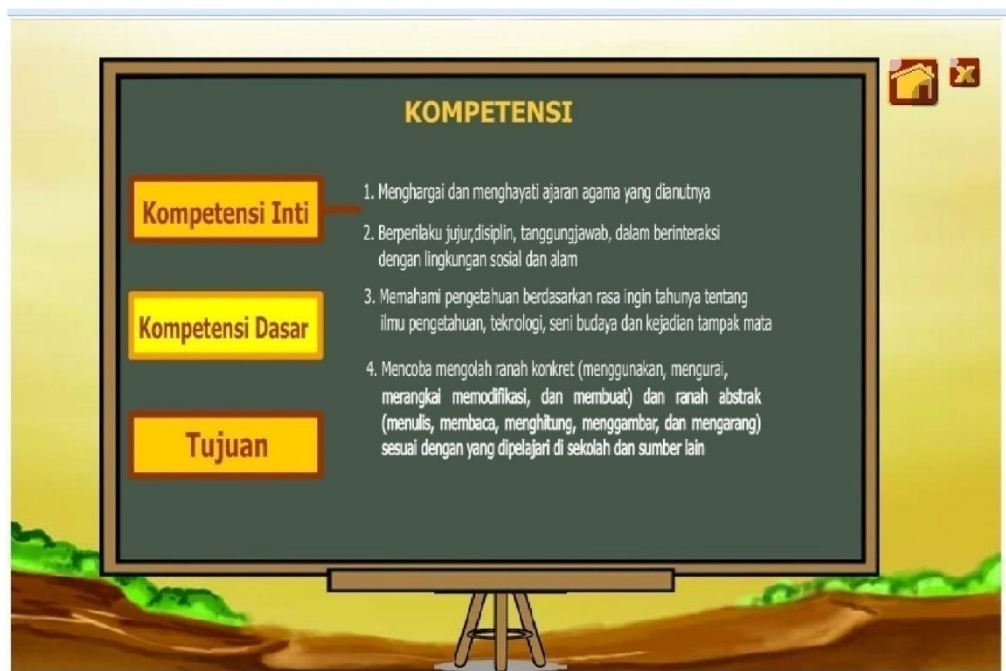 KOMPETENSI
Kompetensi Inti
1. Menghargai dan menghayati ajaran agama yang dianutnya
2. Berperilaku jujur,disiplin, tanggungjawab, dalam berinteraksi
dengan lingkungan sosial dan alam
Kompetensi Dasar
3. Memahami pengetahuan berdasarkan rasa ingin tahunya tentang
ilmu pengetahuan, teknologi, seni budaya dan kejadian tampak mata
4. Mencoba mengolah ranah konkret (menggunakan, mengurai,
merangkai memodifikasi, dan membuat) dan ranah abstrak
(menulis, membaca, menghitung, menggambar, dan mengarang)
sesuai dengan yang dipelajari di sekolah dan sumber lain
Tujuan